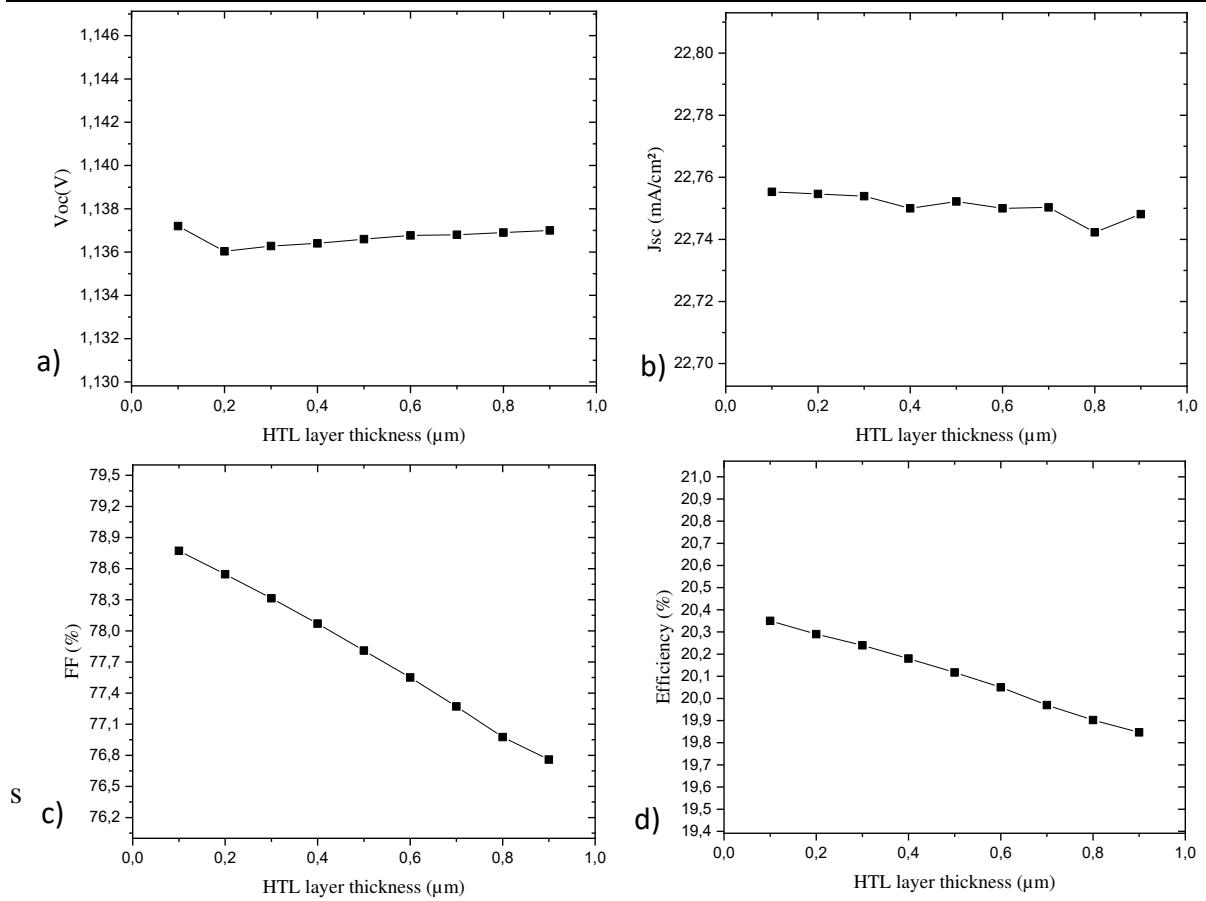 1,146
1,144
1,142
1,140
1,138
1,136
1,134
1,132
1,130
Voc(V)
a)
0,0 0,2 0,4 0,6 0,8 1,0
HTL layer thickness (µm)
22,80
22,78
22,76
22,74
22,72
22,70
Jsc (mA/cm²)
b)
0,0 0,2 0,4 0,6 0,8 1,0
HTL layer thickness (µm)
79,5
79,2
78,9
78,6
78,3
78,0
77,7
77,4
77,1
76,8
76,5
76,2
FF (%)
s
c)
0,0 0,2 0,4 0,6 0,8 1,0
HTL layer thickness (µm)
21,0
20,9
20,8
20,7
20,6
20,5
20,4
20,3
20,2
20,1
20,0
19,9
19,8
19,7
19,6
19,5
19,4
Efficiency (%)
d)
0,0 0,2 0,4 0,6 0,8 1,0
HTL layer thickness (µm)